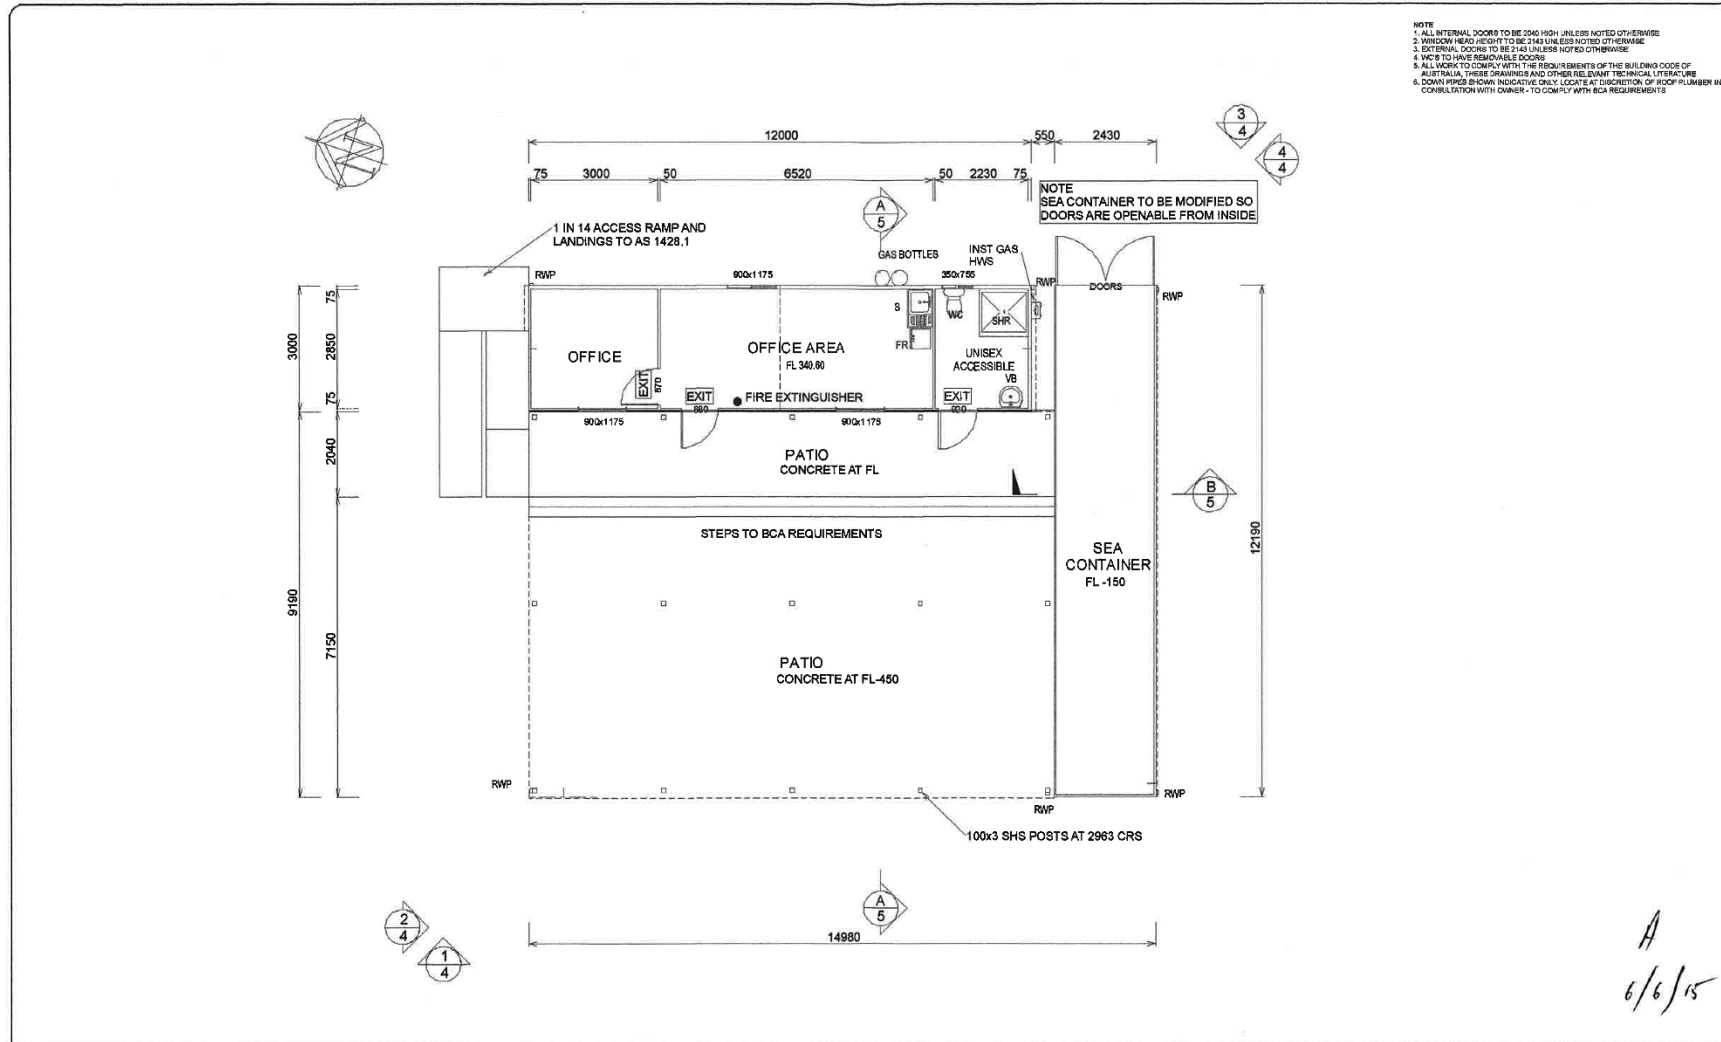 NOTE
1. ALL INTERNAL DOORS TO BE 2040 HIGH UNLESS NOTED OTHERWISE
2. WINDOW HEAD HEIGHT TO BE 2143 UNLESS NOTED OTHERWISE
3. EXTERNAL DOORS TO BE 2143 UNLESS NOTED OTHERWISE
4. WC'S TO HAVE REMOVABLE DOORS
5. ALL WORK TO COMPLY WITH THE REQUIREMENTS OF THE BUILDING CODE OF
AUSTRALIA, THESE DRAWINGS AND OTHER RELEVANT TECHNICAL LITERATURE
6. DOWN PIPES SHOWN INDICATIVE ONLY. LOCATE AT DISCRETION OF ROOF PLUMBER IN
CONSULTATION WITH OWNER - TO COMPLY WITH BCA REQUIREMENTS
3
4
4
4
12000
550
2430
75
3000
50
6520
50
2230
75
NOTE
SEA CONTAINER TO BE MODIFIED SO
DOORS ARE OPENABLE FROM INSIDE
A
5
1 IN 14 ACCESS RAMP AND
LANDINGS TO AS 1428.1
GAS BOTTLES
INST GAS
HWS
RWP
900x1175
350x755
RWP
DOORS
RWP
75
3000
2850
75
S
WC
SHR
OFFICE
OFFICE AREA
FL 340.60
FR
UNISEX
ACCESSIBLE
VB
EXIT
870
EXIT
FIRE EXTINGUISHER
EXIT
920
900x1175
900x1175
2040
PATIO
CONCRETE AT FL
B
5
STEPS TO BCA REQUIREMENTS
SEA
CONTAINER
FL -150
12190
9190
7150
PATIO
CONCRETE AT FL-450
RWP
RWP
RWP
100x3 SHS POSTS AT 2963 CRS
A
5
14980
2
4
1
4
A
6/6/15